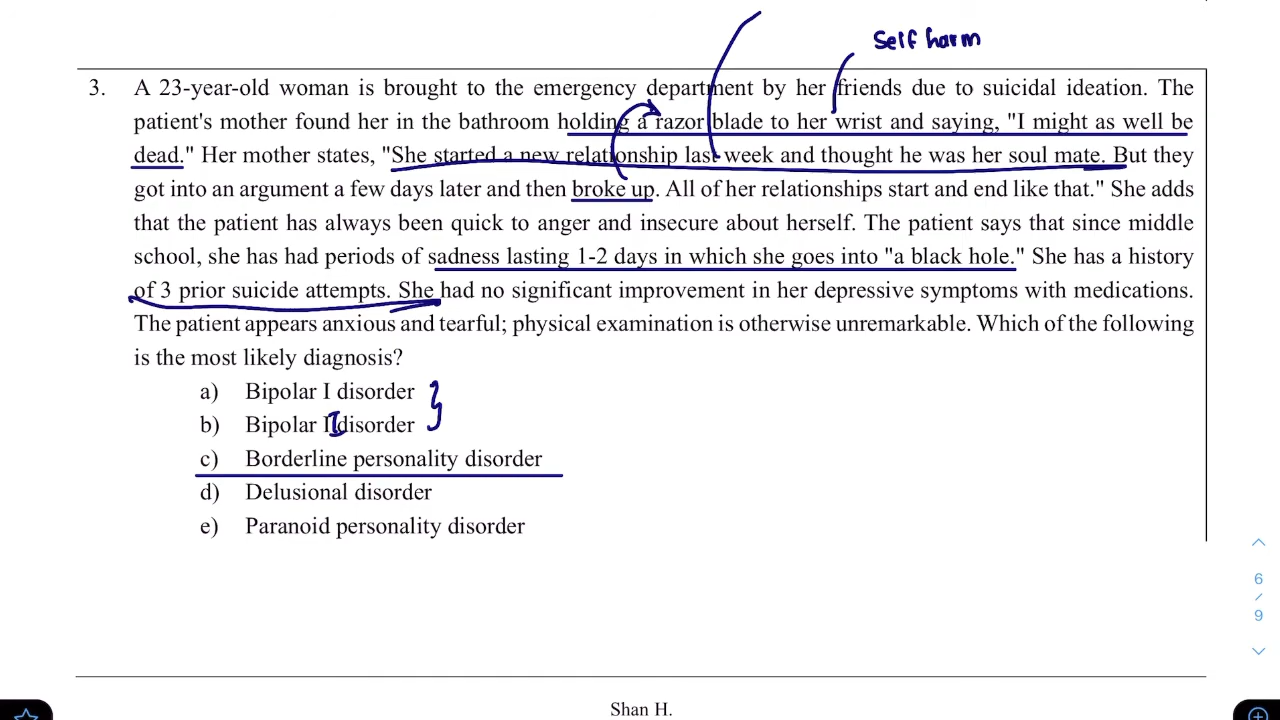 Self harm
3. A 23-year-old woman is brought to the emergency department by her friends due to suicidal ideation. The
patient's mother found her in the bathroom holding a razor blade to her wrist and saying, "I might as well be
dead." Her mother states, "She started a new relationship last week and thought he was her soul mate. But they
got into an argument a few days later and then broke up. All of her relationships start and end like that." She adds
that the patient has always been quick to anger and insecure about herself. The patient says that since middle
school, she has had periods of sadness lasting 1-2 days in which she goes into "a black hole." She has a history
of 3 prior suicide attempts. She had no significant improvement in her depressive symptoms with medications.
The patient appears anxious and tearful; physical examination is otherwise unremarkable. Which of the following
is the most likely diagnosis?
a) Bipolar I disorder
b) Bipolar II disorder
c) Borderline personality disorder
d) Delusional disorder
e) Paranoid personality disorder
6
/
9
Shan H.